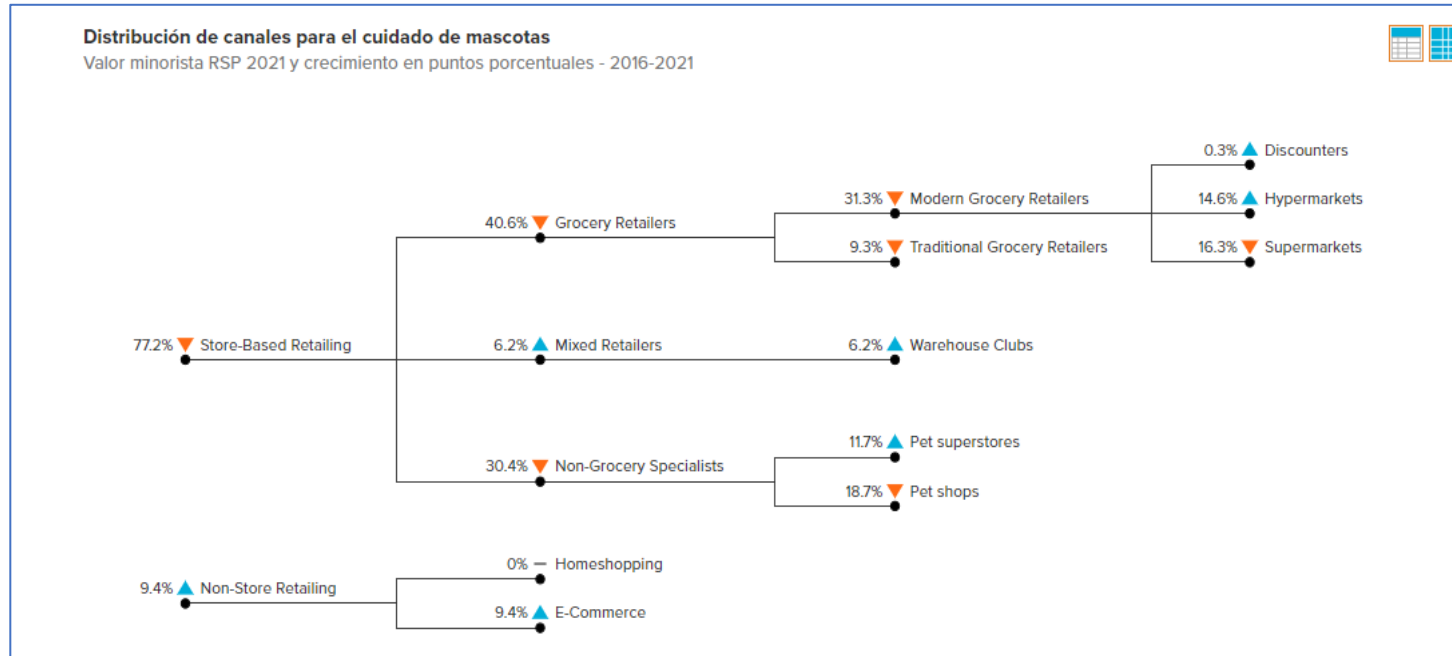 Distribución de canales para el cuidado de mascotas
Valor minorista RSP 2021 y crecimiento en puntos porcentuales - 2016-2021
0.3% Discounters
31.3% Modern Grocery Retailers
14.6% Hypermarkets
40.6% Grocery Retailers
9.3% Traditional Grocery Retailers
16.3% Supermarkets
77.2% Store-Based Retailing
6.2% Mixed Retailers
6.2% Warehouse Clubs
11.7% Pet superstores
30.4% Non-Grocery Specialists
18.7% Pet shops
0% Homeshopping
9.4% Non-Store Retailing
9.4% E-Commerce